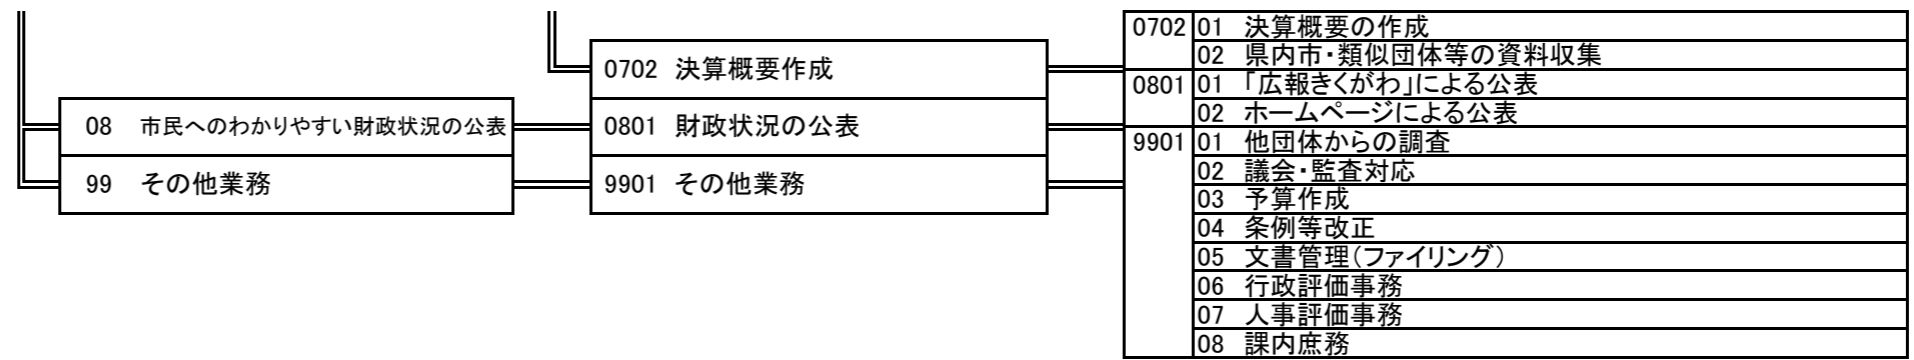 0702 決算概要作成
08 市民へのわかりやすい財政状況の公表
0801 財政状況の公表
99 その他業務
9901 その他業務
0702 01 決算概要の作成
02 県内市・類似団体等の資料収集
0801 01 「広報きくがわ」による公表
02 ホームページによる公表
9901 01 他団体からの調査
02 議会・監査対応
03 予算作成
04 条例等改正
05 文書管理(ファイリング)
06 行政評価事務
07 人事評価事務
08 課内庶務